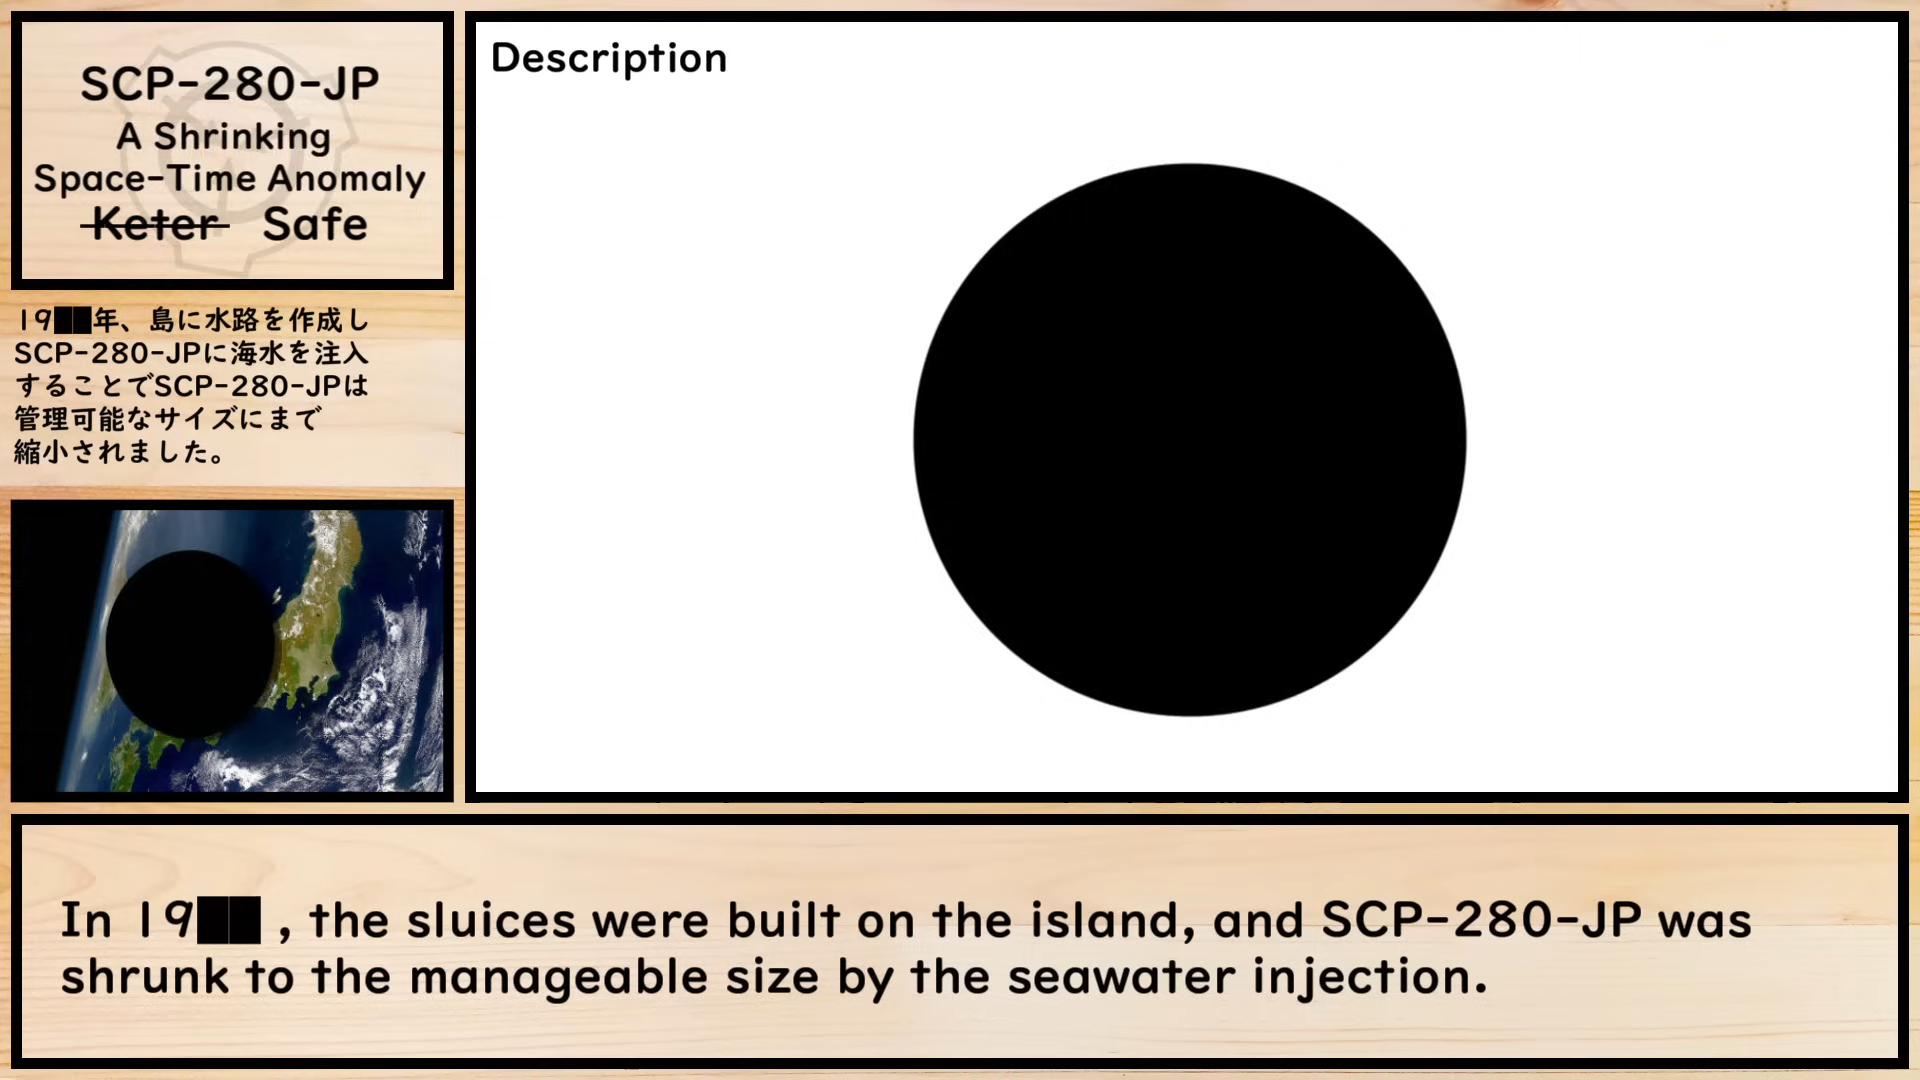 SCP-280-JP
A Shrinking
Space-Time Anomaly
Keter Safe
19██年、島に水路を作成し
SCP-280-JPに海水を注入
することでSCP-280-JPは
管理可能なサイズにまで
縮小されました。
Description
In 19██ , the sluices were built on the island, and SCP-280-JP was
shrunk to the manageable size by the seawater injection.